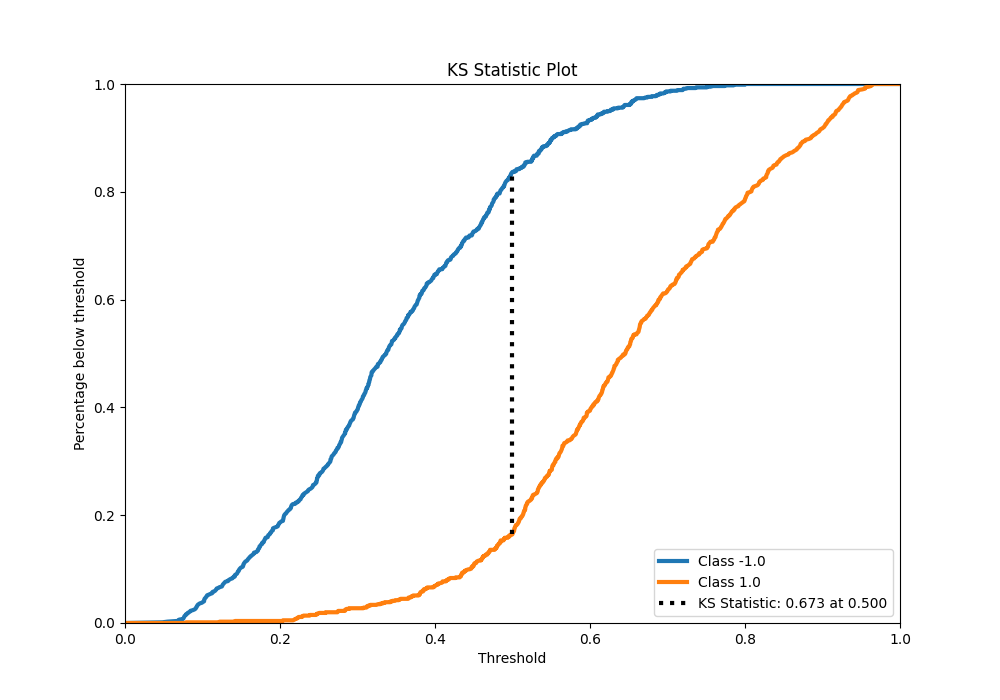 KS Statistic Plot
1.0
0.8
0.6
0.4
0.2
0.0
Percentage below threshold
0.0 0.2 0.4 0.6 0.8 1.0
Threshold
Class -1.0
Class 1.0
KS Statistic: 0.673 at 0.500